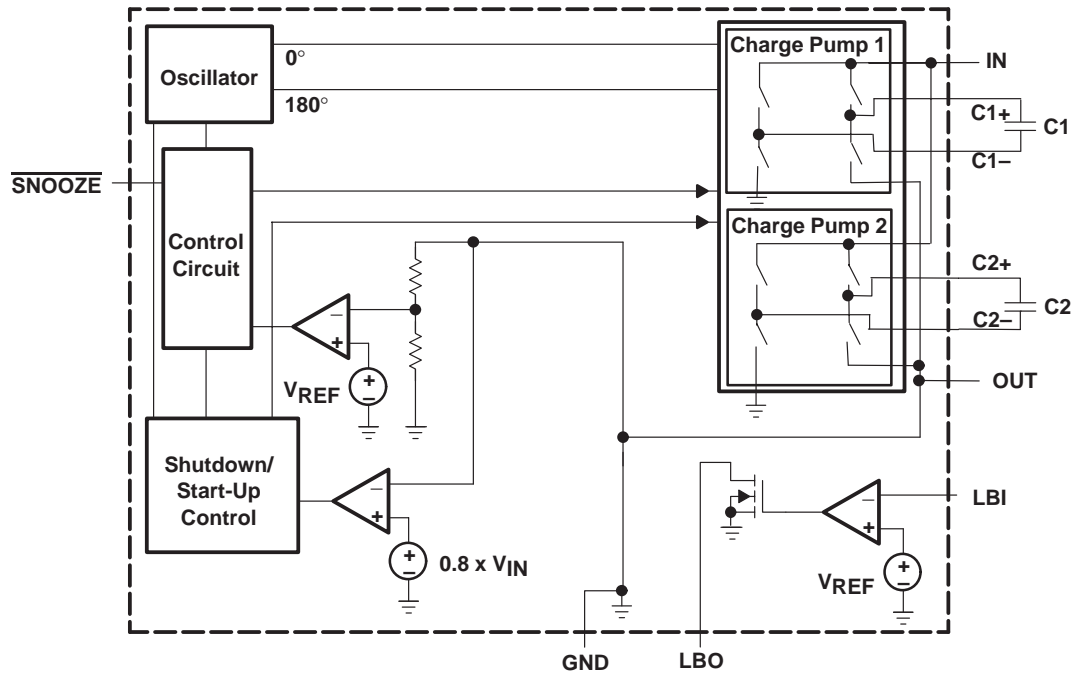 Oscillator
0°
180°
Charge Pump 1
IN
C1+
C1
C1–
SNOOZE
Control
Circuit
Charge Pump 2
C2+
C2
C2–
–
+
VREF
+
–
OUT
Shutdown/
Start-Up
Control
–
+
+
–
0.8 x VIN
–
+
LBI
VREF
+
–
GND
LBO